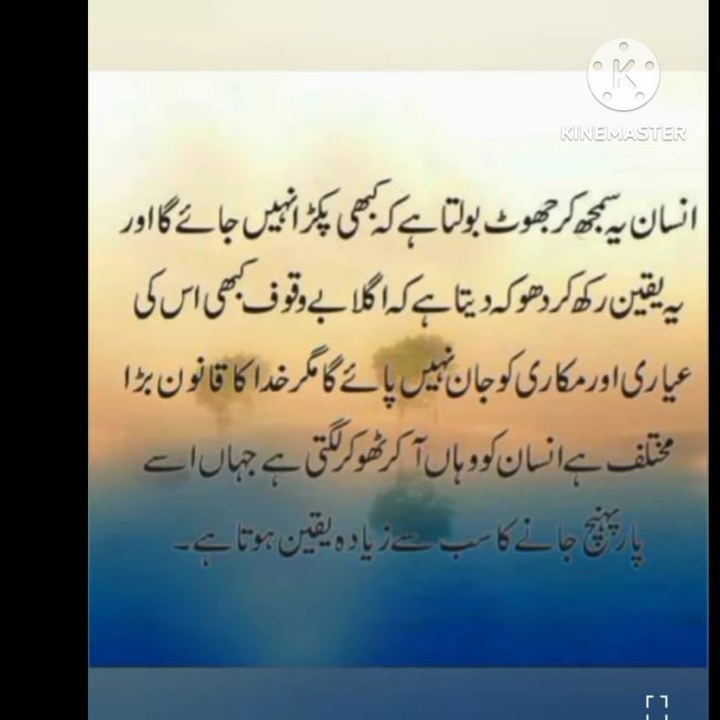 KINEMASTER
انسان یہ سمجھ کر جھوٹ بولتا ہے کہ کبھی پکڑا نہیں جائے گا اور
یہ یقین رکھ کر دھوکہ دیتا ہے کہ اگلا بے وقوف کبھی اس کی
عیاری اور مکاری کو جان نہیں پائے گا مگر خدا کا قانون بڑا
مختلف ہے انسان کو وہاں آ کر ٹھوکر لگتی ہے جہاں اسے
پار پہنچ جانے کا سب سے زیادہ یقین ہوتا ہے۔